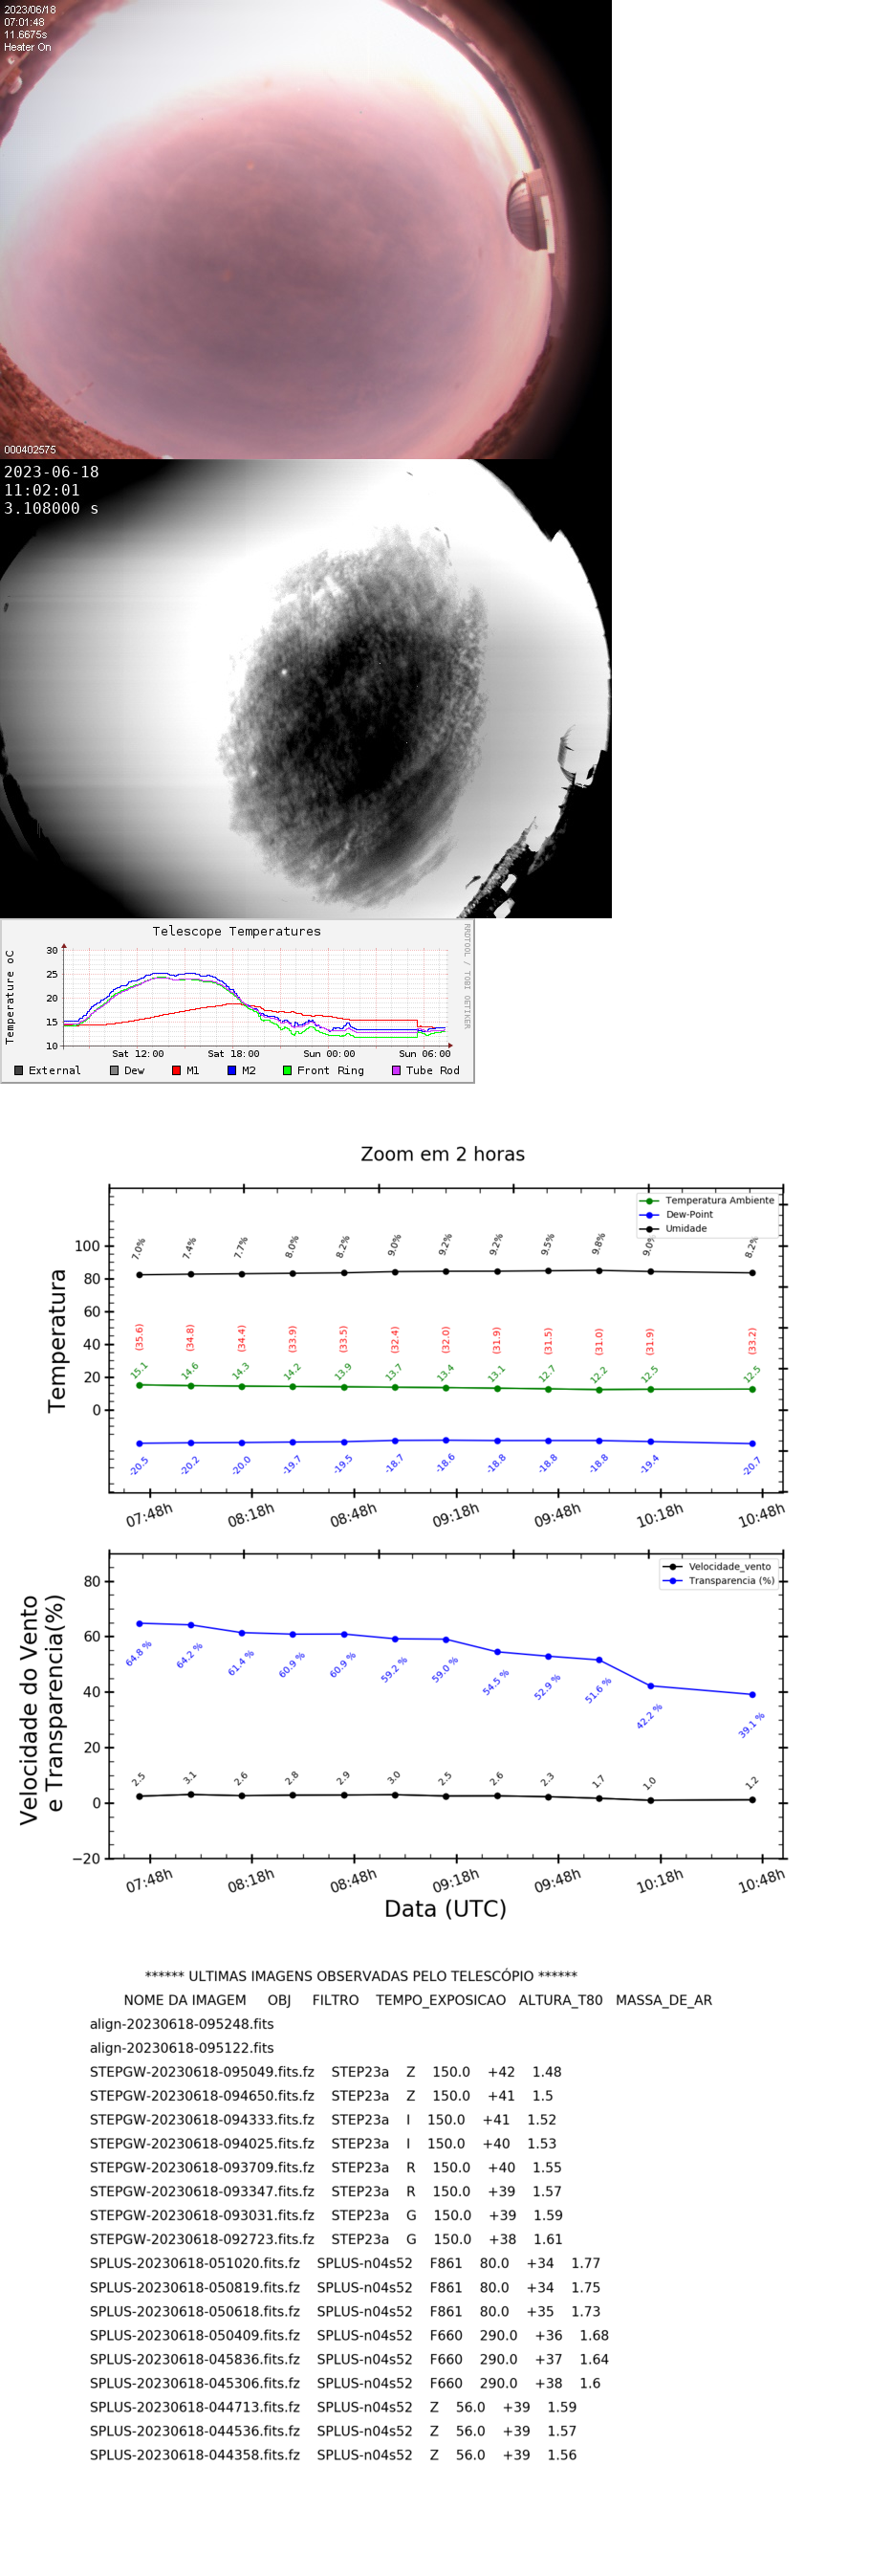 2023/06/18
07:01:48
11.6675s
Heater On
000402575
2023-06-18
11:02:01
3.108000 s
Telescope Temperatures
RRDTOOL / TOBI OETIKER
Temperature oC
30
25
20
15
10
Sat 12:00 Sat 18:00 Sun 00:00 Sun 06:00
External Dew M1 M2 Front Ring Tube Rod
Zoom em 2 horas
Temperatura Ambiente
Dew-Point
Umidade
Temperatura
100
80
60
40
20
0
7.0% 7.4% 7.7% 8.0% 8.2% 9.0% 9.2% 9.2% 9.5% 9.8% 9.0% 8.2%
(35.6) (34.8) (34.4) (33.9) (33.5) (32.4) (32.0) (31.9) (31.5) (31.0) (31.9) (33.2)
15.1 14.6 14.3 14.2 13.9 13.7 13.4 13.1 12.7 12.2 12.5 12.5
-20.5 -20.2 -20.0 -19.7 -19.5 -18.7 -18.6 -18.8 -18.8 -18.8 -19.4 -20.7
07:48h 08:18h 08:48h 09:18h 09:48h 10:18h 10:48h
Velocidade_vento
Transparencia (%)
Velocidade do Vento
e Transparencia(%)
80
60
40
20
0
−20
64.8 % 64.2 % 61.4 % 60.9 % 60.9 % 59.2 % 59.0 % 54.5 % 52.9 % 51.6 % 42.2 % 39.1 %
2.5 3.1 2.6 2.8 2.9 3.0 2.5 2.6 2.3 1.7 1.0 1.2
07:48h 08:18h 08:48h 09:18h 09:48h 10:18h 10:48h
Data (UTC)
****** ULTIMAS IMAGENS OBSERVADAS PELO TELESCÓPIO ******
NOME DA IMAGEM OBJ FILTRO TEMPO_EXPOSICAO ALTURA_T80 MASSA_DE_AR
align-20230618-095248.fits
align-20230618-095122.fits
STEPGW-20230618-095049.fits.fz STEP23a Z 150.0 +42 1.48
STEPGW-20230618-094650.fits.fz STEP23a Z 150.0 +41 1.5
STEPGW-20230618-094333.fits.fz STEP23a I 150.0 +41 1.52
STEPGW-20230618-094025.fits.fz STEP23a I 150.0 +40 1.53
STEPGW-20230618-093709.fits.fz STEP23a R 150.0 +40 1.55
STEPGW-20230618-093347.fits.fz STEP23a R 150.0 +39 1.57
STEPGW-20230618-093031.fits.fz STEP23a G 150.0 +39 1.59
STEPGW-20230618-092723.fits.fz STEP23a G 150.0 +38 1.61
SPLUS-20230618-051020.fits.fz SPLUS-n04s52 F861 80.0 +34 1.77
SPLUS-20230618-050819.fits.fz SPLUS-n04s52 F861 80.0 +34 1.75
SPLUS-20230618-050618.fits.fz SPLUS-n04s52 F861 80.0 +35 1.73
SPLUS-20230618-050409.fits.fz SPLUS-n04s52 F660 290.0 +36 1.68
SPLUS-20230618-045836.fits.fz SPLUS-n04s52 F660 290.0 +37 1.64
SPLUS-20230618-045306.fits.fz SPLUS-n04s52 F660 290.0 +38 1.6
SPLUS-20230618-044713.fits.fz SPLUS-n04s52 Z 56.0 +39 1.59
SPLUS-20230618-044536.fits.fz SPLUS-n04s52 Z 56.0 +39 1.57
SPLUS-20230618-044358.fits.fz SPLUS-n04s52 Z 56.0 +39 1.56